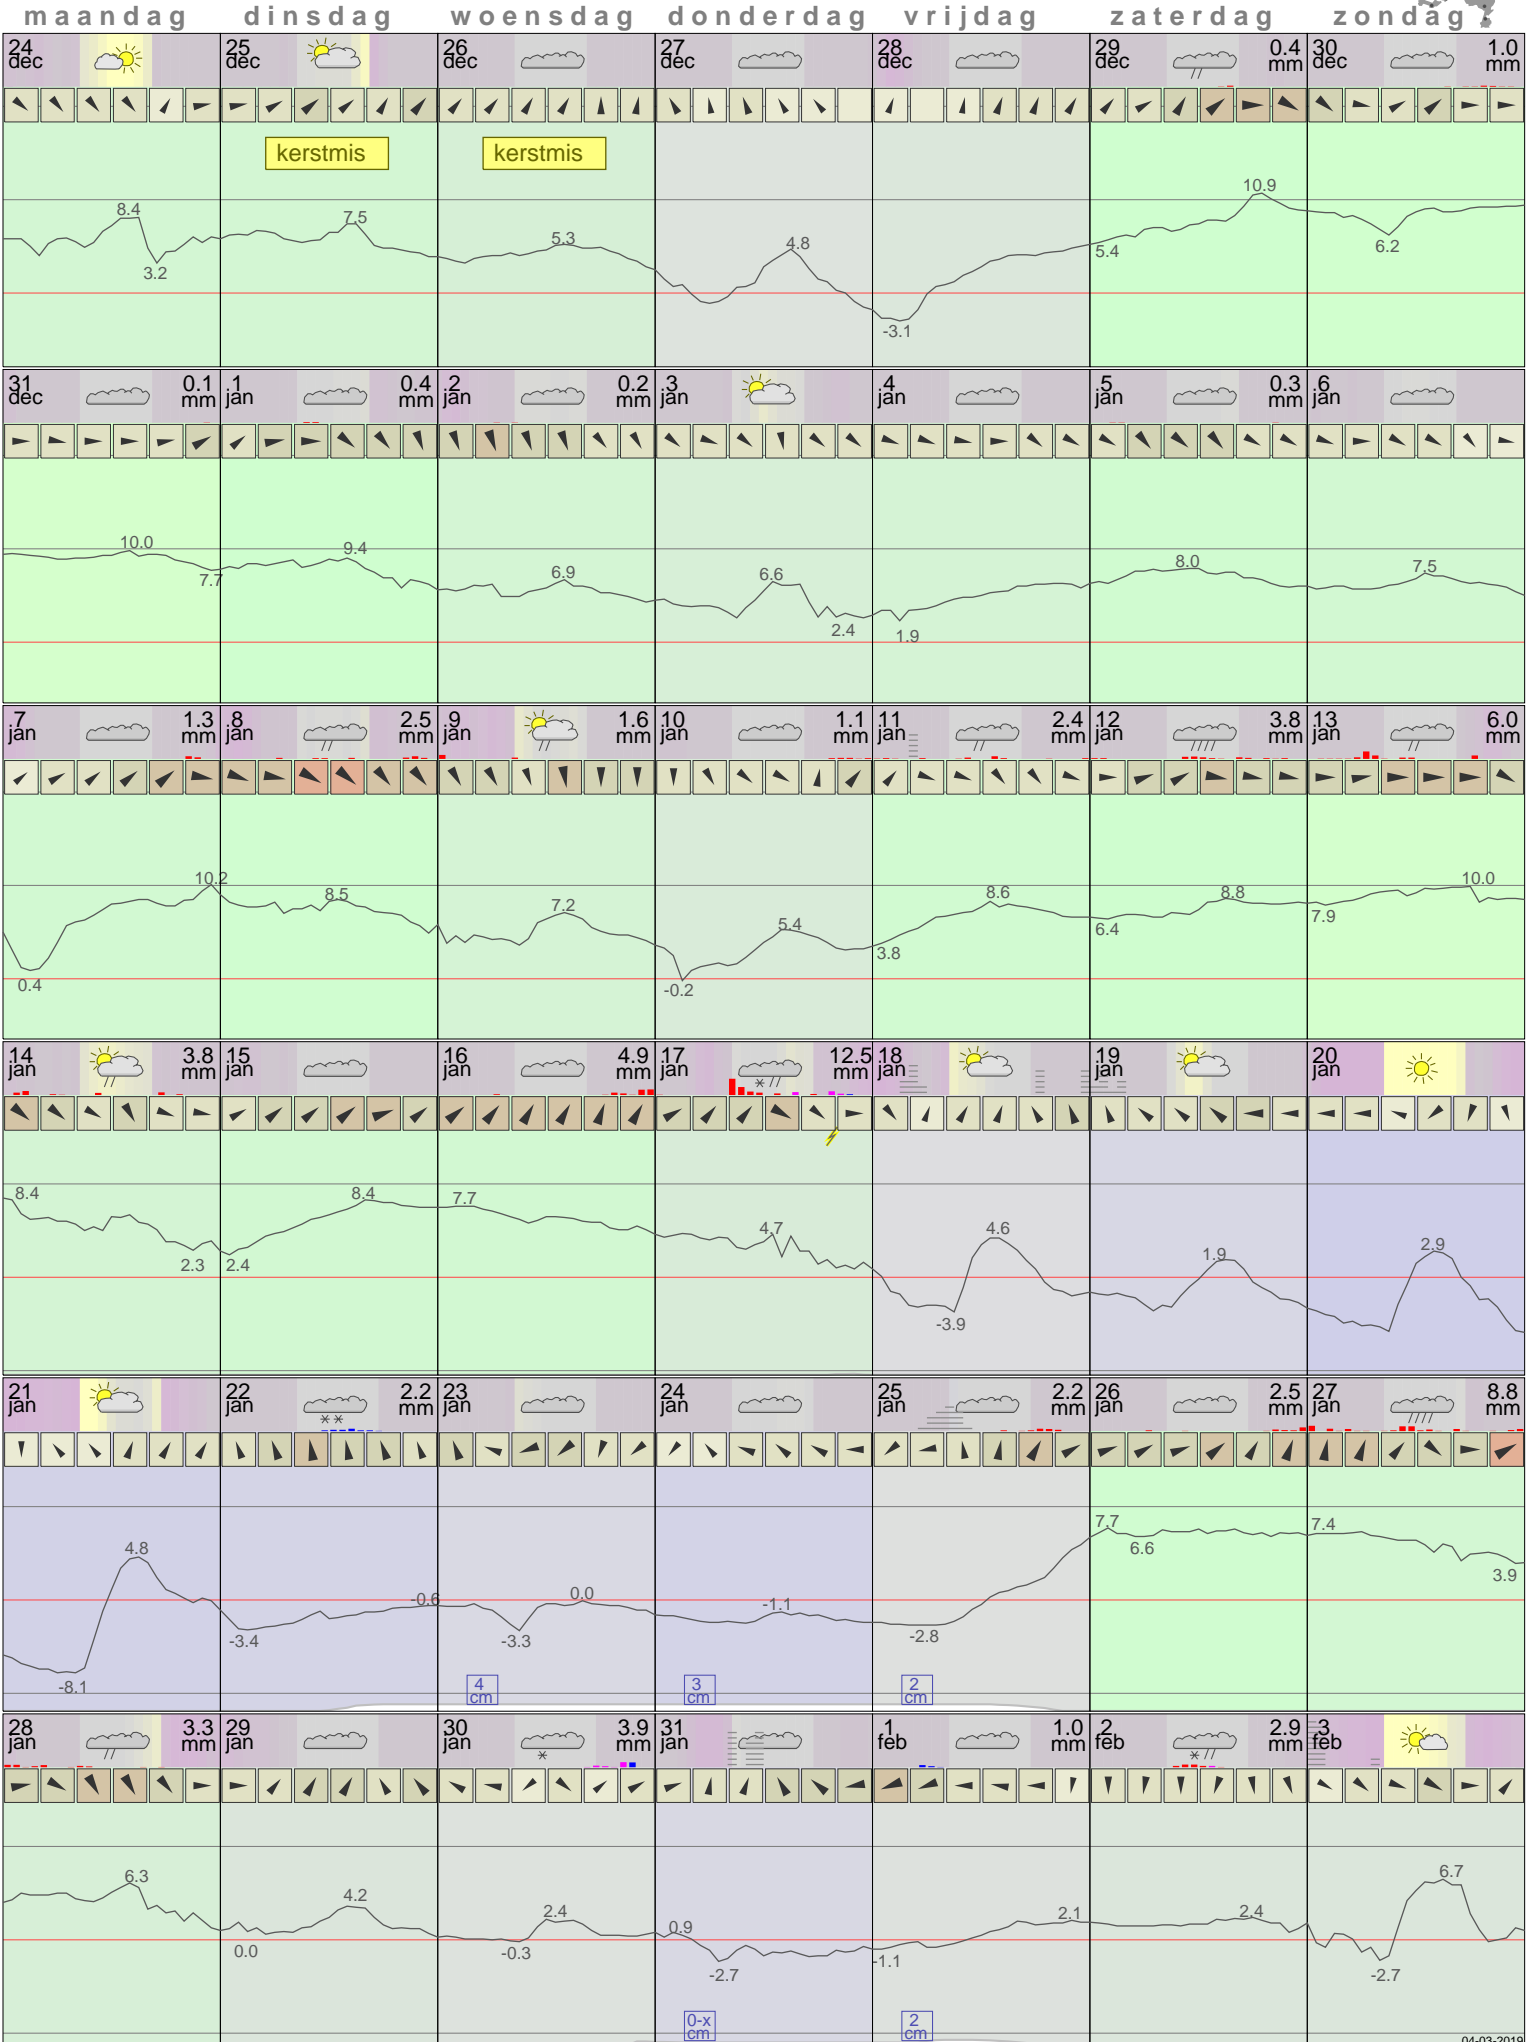 maandag dinsdag woensdag donderdag vrijdag zaterdag zondag
24 dec 25 dec 26 dec 27 dec 28 dec 29 dec 0.4 mm 30 dec 1.0 mm
kerstmis kerstmis
8.4 3.2 7.5 5.3 4.8 -3.1 5.4 10.9 6.2
31 dec 0.1 mm 1 jan 0.4 mm 2 jan 0.2 mm 3 jan 4 jan 5 jan 0.3 mm 6 jan
10.0 7.7 9.4 6.9 6.6 2.4 1.9 8.0 7.5
7 jan 1.3 mm 8 jan 2.5 mm 9 jan 1.6 mm 10 jan 1.1 mm 11 jan 2.4 mm 12 jan 3.8 mm 13 jan 6.0 mm
0.4 10.2 8.5 7.2 -0.2 5.4 3.8 8.6 6.4 8.8 7.9 10.0
14 jan 3.8 mm 15 jan 16 jan 4.9 mm 17 jan 12.5 mm 18 jan 19 jan 20 jan
8.4 2.3 2.4 8.4 7.7 4.7 -3.9 4.6 1.9 2.9
21 jan 22 jan 2.2 mm 23 jan 24 jan 25 jan 2.2 mm 26 jan 2.5 mm 27 jan 8.8 mm
-8.1 4.8 -3.4 -0.6 -3.3 0.0 -1.1 -2.8 7.7 6.6 7.4 3.9
4 cm 3 cm 2 cm
28 jan 3.3 mm 29 jan 30 jan 3.9 mm 31 jan 1 feb 1.0 mm 2 feb 2.9 mm 3 feb
6.3 0.0 4.2 -0.3 2.4 0.9 -2.7 -1.1 2.1 2.4 -2.7 6.7
0-x cm 2 cm
04-03-2019